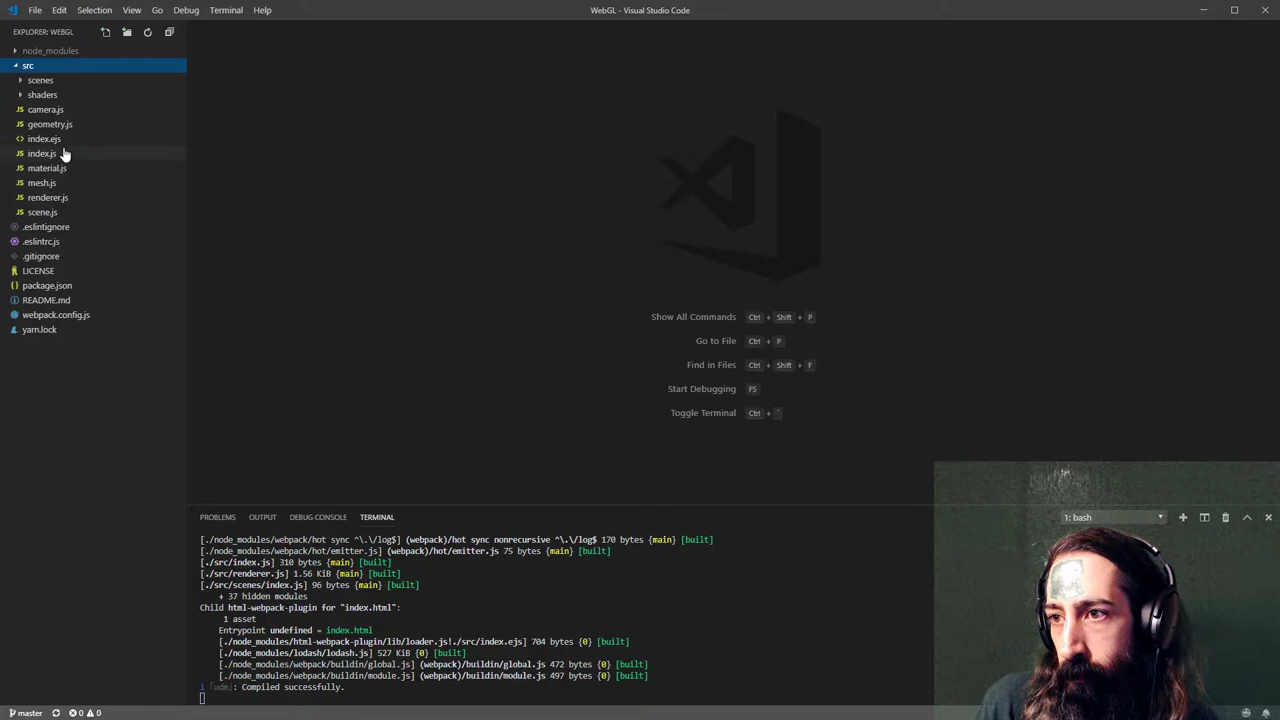 File Edit Selection View Go Debug Terminal Help
WebGL - Visual Studio Code
EXPLORER: WEBGL
node_modules
src
scenes
shaders
JS camera.js
JS geometry.js
<> index.ejs
JS index.js
JS material.js
JS mesh.js
JS renderer.js
JS scene.js
.eslintignore
.eslintrc.js
.gitignore
LICENSE
{} package.json
README.md
webpack.config.js
yarn.lock
Show All Commands Ctrl + Shift + P
Go to File Ctrl + P
Find in Files Ctrl + Shift + F
Start Debugging F5
Toggle Terminal Ctrl + `
PROBLEMS OUTPUT DEBUG CONSOLE TERMINAL
1: bash
[./node_modules/webpack/hot sync ^\.\/log$] (webpack)/hot sync nonrecursive ^\.\/log$ 170 bytes {main} [built]
[./node_modules/webpack/hot/emitter.js] (webpack)/hot/emitter.js 75 bytes {main} [built]
[./src/index.js] 310 bytes {main} [built]
[./src/renderer.js] 1.56 KiB {main} [built]
[./src/scenes/index.js] 96 bytes {main} [built]
+ 37 hidden modules
Child html-webpack-plugin for "index.html":
1 asset
Entrypoint undefined = index.html
[./node_modules/html-webpack-plugin/lib/loader.js!./src/index.ejs] 704 bytes {0} [built]
[./node_modules/lodash/lodash.js] 527 KiB {0} [built]
[./node_modules/webpack/buildin/global.js] (webpack)/buildin/global.js 472 bytes {0} [built]
[./node_modules/webpack/buildin/module.js] (webpack)/buildin/module.js 497 bytes {0} [built]
i ｢wdm｣: Compiled successfully.
master 0 0